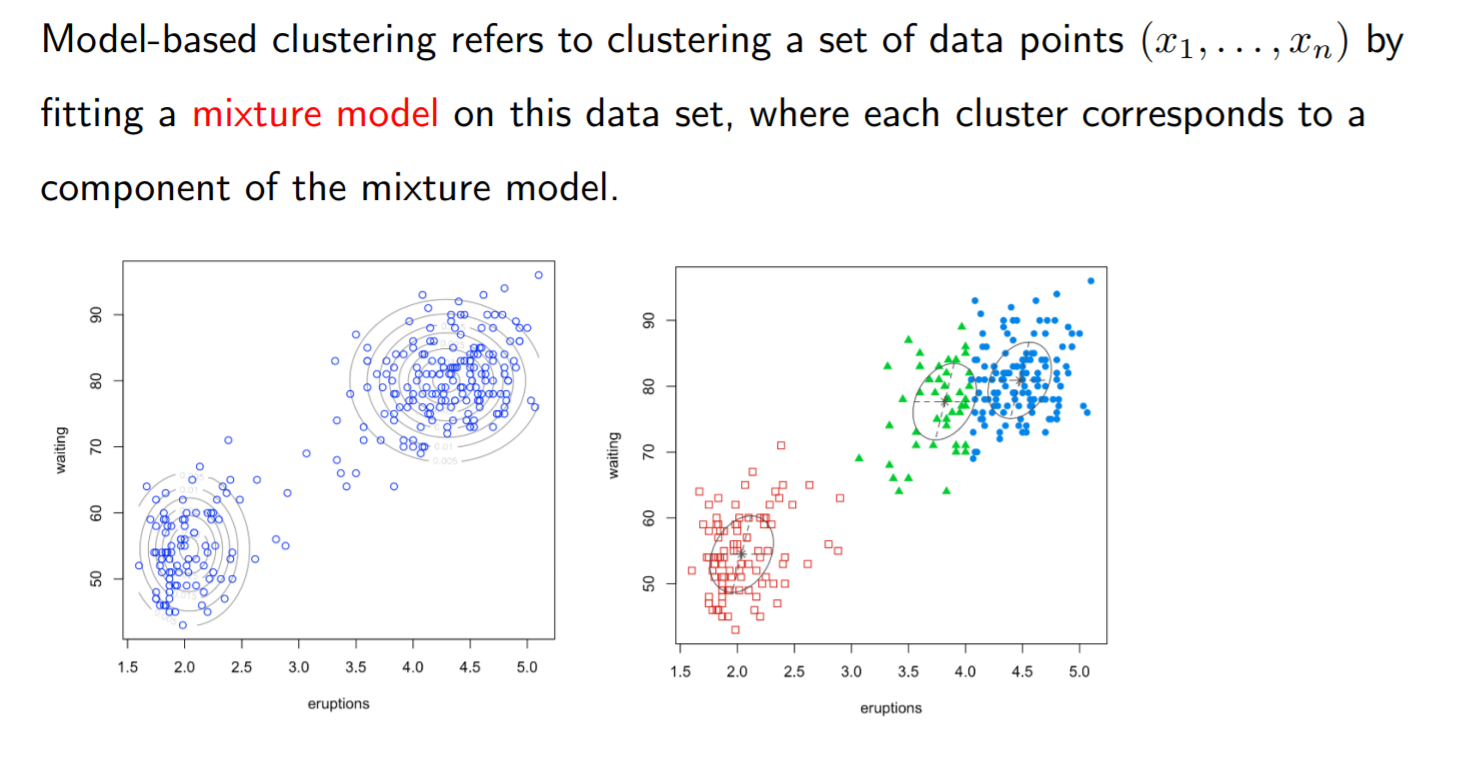 Model-based clustering refers to clustering a set of data points (x₁, . . . , xₙ) by
fitting a mixture model on this data set, where each cluster corresponds to a
component of the mixture model.
waiting
90
80
70
60
50
0.01
0.005
1.5 2.0 2.5 3.0 3.5 4.0 4.5 5.0
eruptions
waiting
90
80
70
60
50
1.5 2.0 2.5 3.0 3.5 4.0 4.5 5.0
eruptions